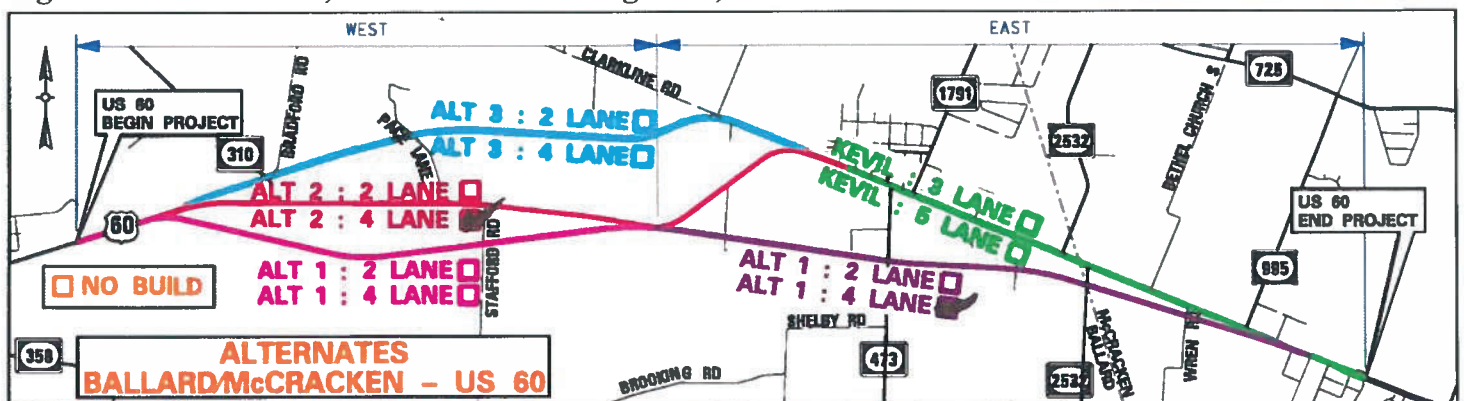 WEST
EAST
CLARKLINE RD
725
US 60
BEGIN PROJECT
BRADFORD RD
1791
ALT 3 : 2 LANE
ALT 3 : 4 LANE
PACE LANE
310
BETHEL CHURCH
2532
KEVIL : 3 LANE
KEVIL : 5 LANE
ALT 2 : 2 LANE
ALT 2 : 4 LANE
US 60
END PROJECT
60
STAFFORD RD
ALT 1 : 2 LANE
ALT 1 : 4 LANE
NO BUILD
ALT 1 : 2 LANE
ALT 1 : 4 LANE
995
SHELBY RD
McCRACKEN
BALLARD
WREN RD
358
ALTERNATES
BALLARD/McCRACKEN - US 60
473
2532
BROOKING RD